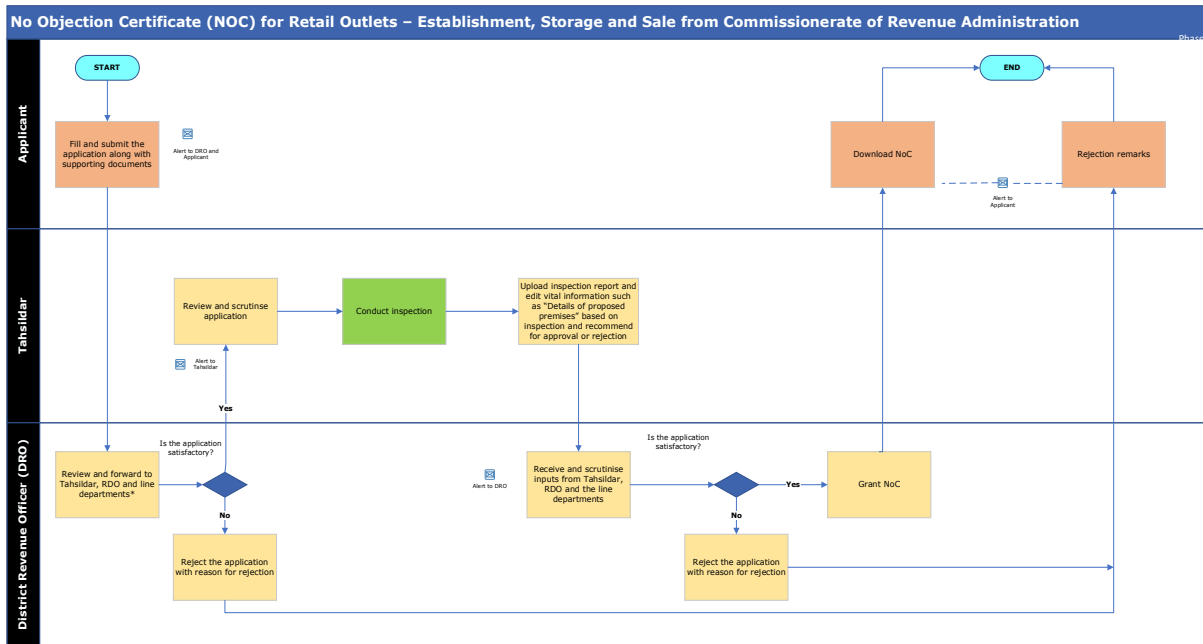 No Objection Certificate (NOC) for Retail Outlets – Establishment, Storage and Sale from Commissionerate of Revenue Administration
Phase
Applicant
START
END
Fill and submit the
application along with
supporting documents
Alert to DRO and
Applicant
Download NoC
Rejection remarks
Alert to
Applicant
Tahsildar
Review and scrutinise
application
Conduct inspection
Upload inspection report and
edit vital information such
as “Details of proposed
premises” based on
inspection and recommend
for approval or rejection
Alert to
Tahsildar
Yes
District Revenue Officer (DRO)
Is the application
satisfactory?
Review and forward to
Tahsildar, RDO and line
departments*
No
Reject the application
with reason for rejection
Alert to DRO
Receive and scrutinise
inputs from Tahsildar,
RDO and the line
departments
Is the application
satisfactory?
Yes
Grant NoC
No
Reject the application
with reason for rejection